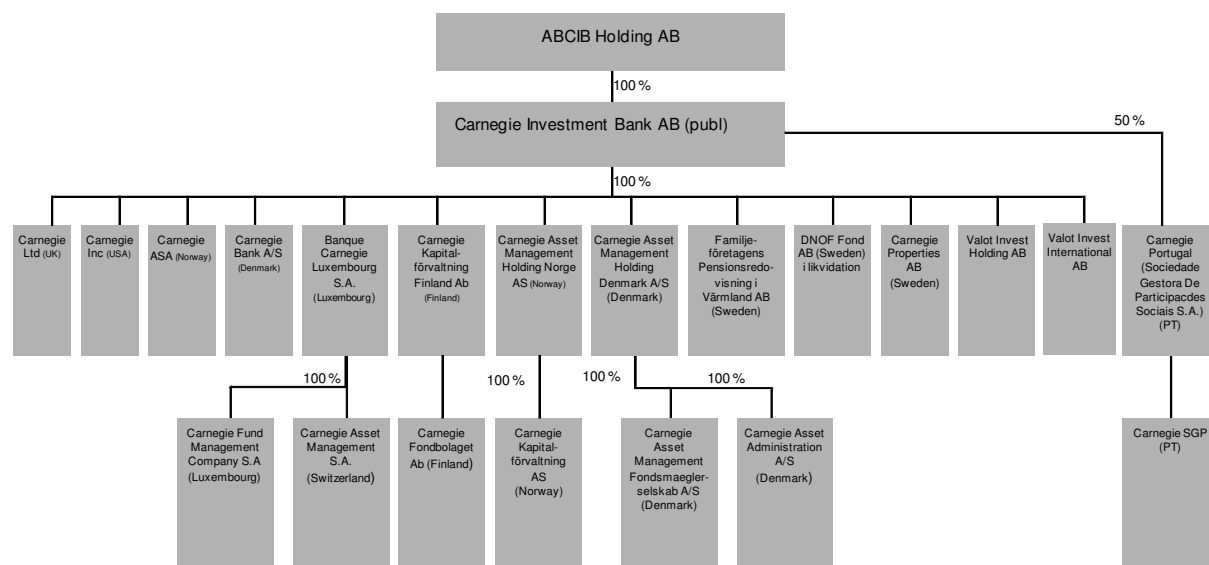 ABCIB Holding AB
100 %
Carnegie Investment Bank AB (publ)
50 %
100 %
Carnegie
Ltd (UK)
Carnegie
Inc (USA)
Carnegie
ASA (Norway)
Carnegie
Bank A/S
(Denmark)
Banque
Carnegie
Luxembourg
S.A.
(Luxembourg)
Carnegie
Kapital-
förvaltning
Finland Ab
(Finland)
Carnegie Asset
Management
Holding Norge
AS (Norway)
Carnegie Asset
Management
Holding
Denmark A/S
(Denmark)
Familje-
företagens
Pensionsredo-
visning i
Värmland AB
(Sweden)
DNOF Fond
AB (Sweden)
i likvidation
Carnegie
Properties
AB
(Sweden)
Valot Invest
Holding AB
Valot Invest
International
AB
Carnegie
Portugal
(Sociedade
Gestora De
Participacdes
Sociais S.A.)
(PT)
100 %
100 %
100 %
100 %
Carnegie Fund
Management
Company S.A
(Luxembourg)
Carnegie Asset
Management
S.A.
(Switzerland)
Carnegie
Fondbolaget
Ab (Finland)
Carnegie
Kapital-
förvaltning
AS
(Norway)
Carnegie
Asset
Management
Fondsmaegler-
selskab A/S
(Denmark)
Carnegie Asset
Administration
A/S
(Denmark)
Carnegie SGP
(PT)